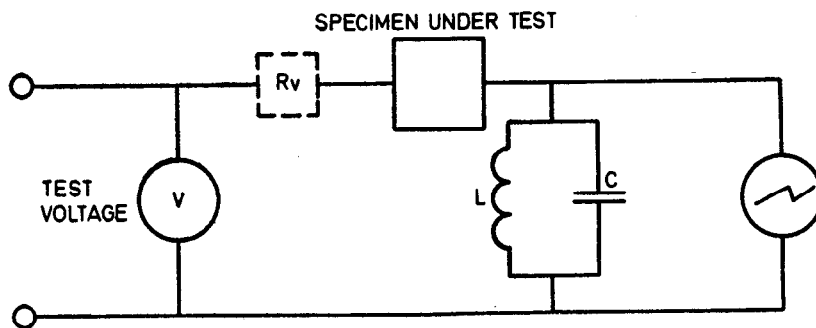 SPECIMEN UNDER TEST
Rv
TEST
VOLTAGE
V
L
C